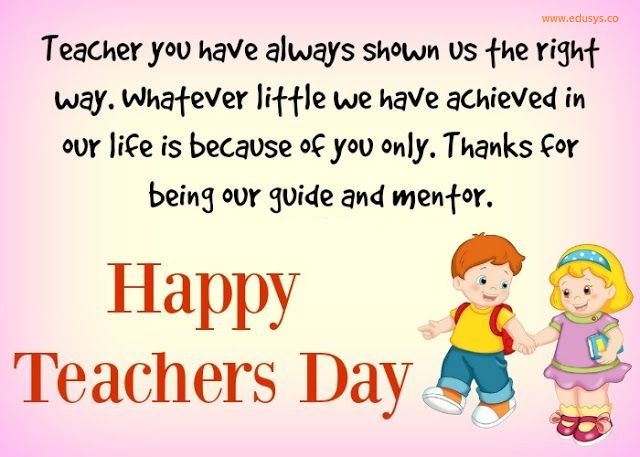 www.edusys.co
Teacher you have always shown us the right
way. Whatever little we have achieved in
our life is because of you only. Thanks for
being our guide and mentor.
Happy
Teachers Day